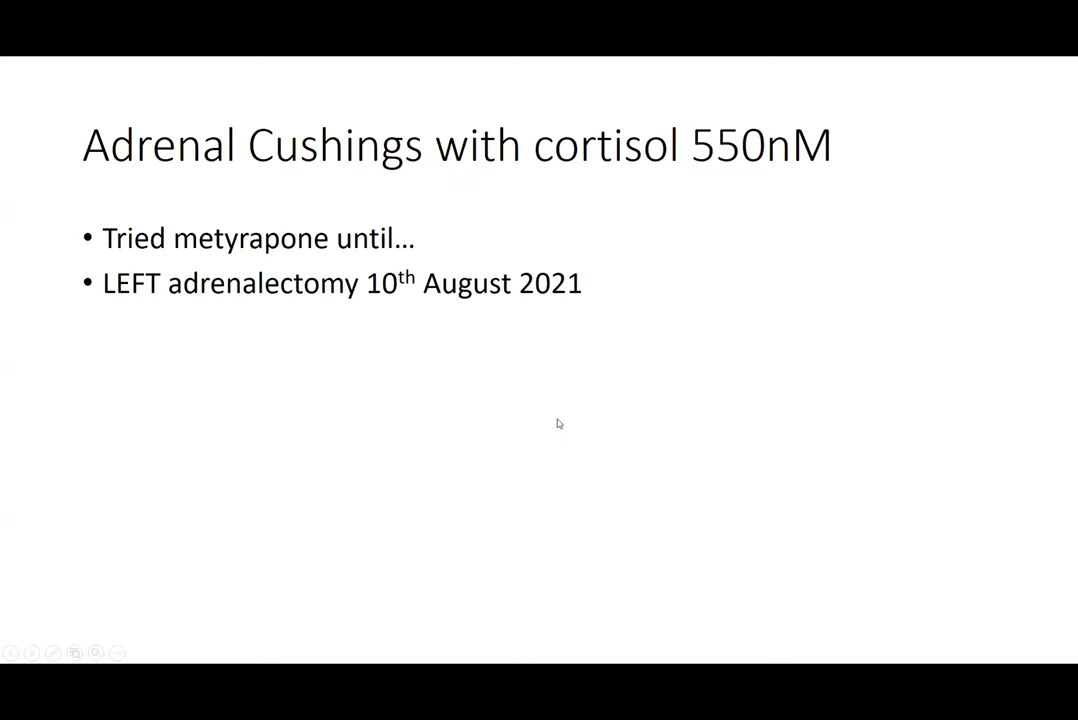 Adrenal Cushings with cortisol 550nM
• Tried metyrapone until…
• LEFT adrenalectomy 10th August 2021